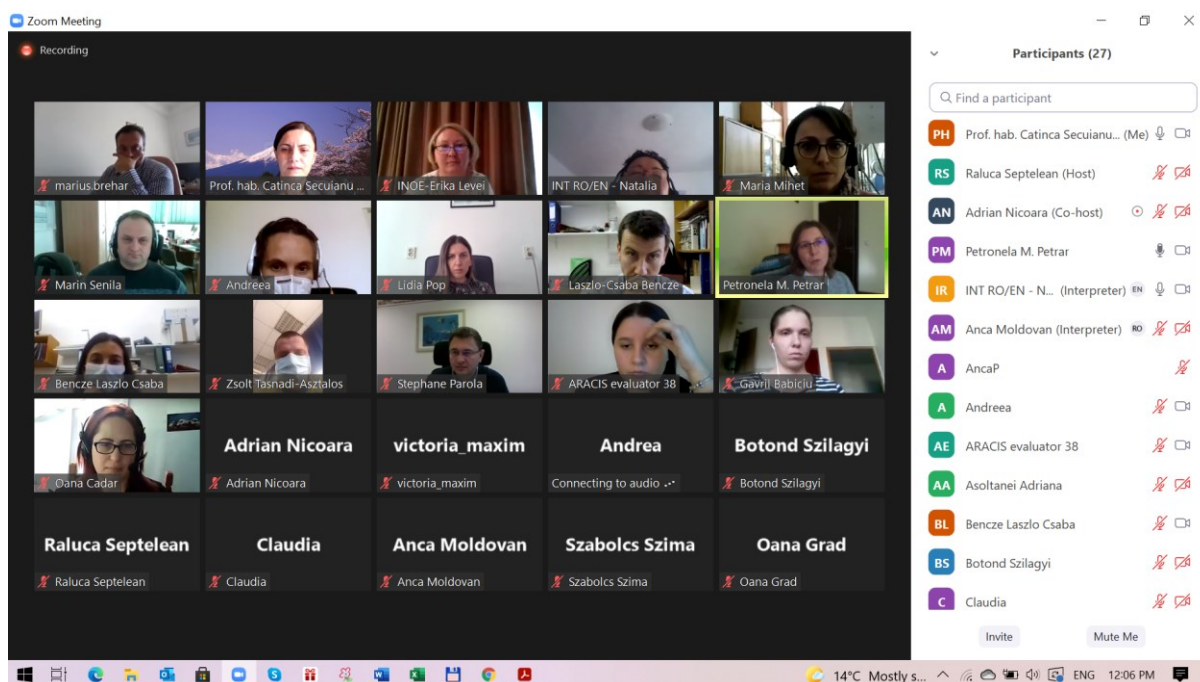 Zoom Meeting
Recording
marius.brehar
Prof. hab. Catinca Secuianu ...
INOE-Erika Levei
INT RO/EN - Natalia
Maria Mihet
Marin Senila
Andreea
Lidia Pop
Laszlo-Csaba Bencze
Petronela M. Petrar
Bencze Laszlo Csaba
Zsolt Tasnadi-Asztalos
Stephane Parola
ARACIS evaluator 38
Gavril Babiciu
Oana Cadar
Adrian Nicoara
Adrian Nicoara
victoria_maxim
victoria_maxim
Andrea
Connecting to audio
Botond Szilagyi
Botond Szilagyi
Raluca Septelean
Raluca Septelean
Claudia
Claudia
Anca Moldovan
Anca Moldovan
Szabolcs Szima
Szabolcs Szima
Oana Grad
Oana Grad
Participants (27)
Find a participant
PH Prof. hab. Catinca Secuianu... (Me)
RS Raluca Septelean (Host)
AN Adrian Nicoara (Co-host)
PM Petronela M. Petrar
IR INT RO/EN - N... (Interpreter) EN
AM Anca Moldovan (Interpreter) RO
A AncaP
A Andreea
AE ARACIS evaluator 38
AA Asoltanei Adriana
BL Bencze Laszlo Csaba
BS Botond Szilagyi
C Claudia
Invite Mute Me
14°C Mostly s... ENG 12:06 PM